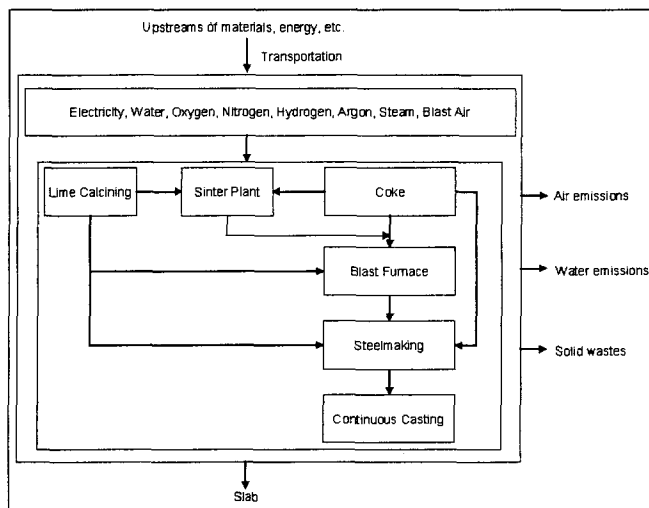 Upstreams of materials, energy, etc.
Transportation
Electricity, Water, Oxygen, Nitrogen, Hydrogen, Argon, Steam, Blast Air
Lime Calcining
Sinter Plant
Coke
Air emissions
Blast Furnace
Water emissions
Steelmaking
Solid wastes
Continuous Casting
Slab